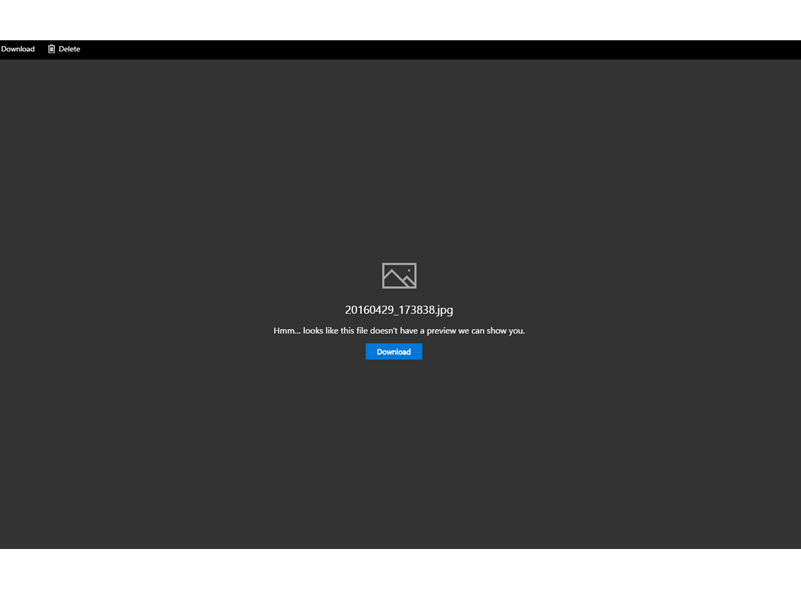 Download Delete
20160429_173838.jpg
Hmm... looks like this file doesn't have a preview we can show you.
Download